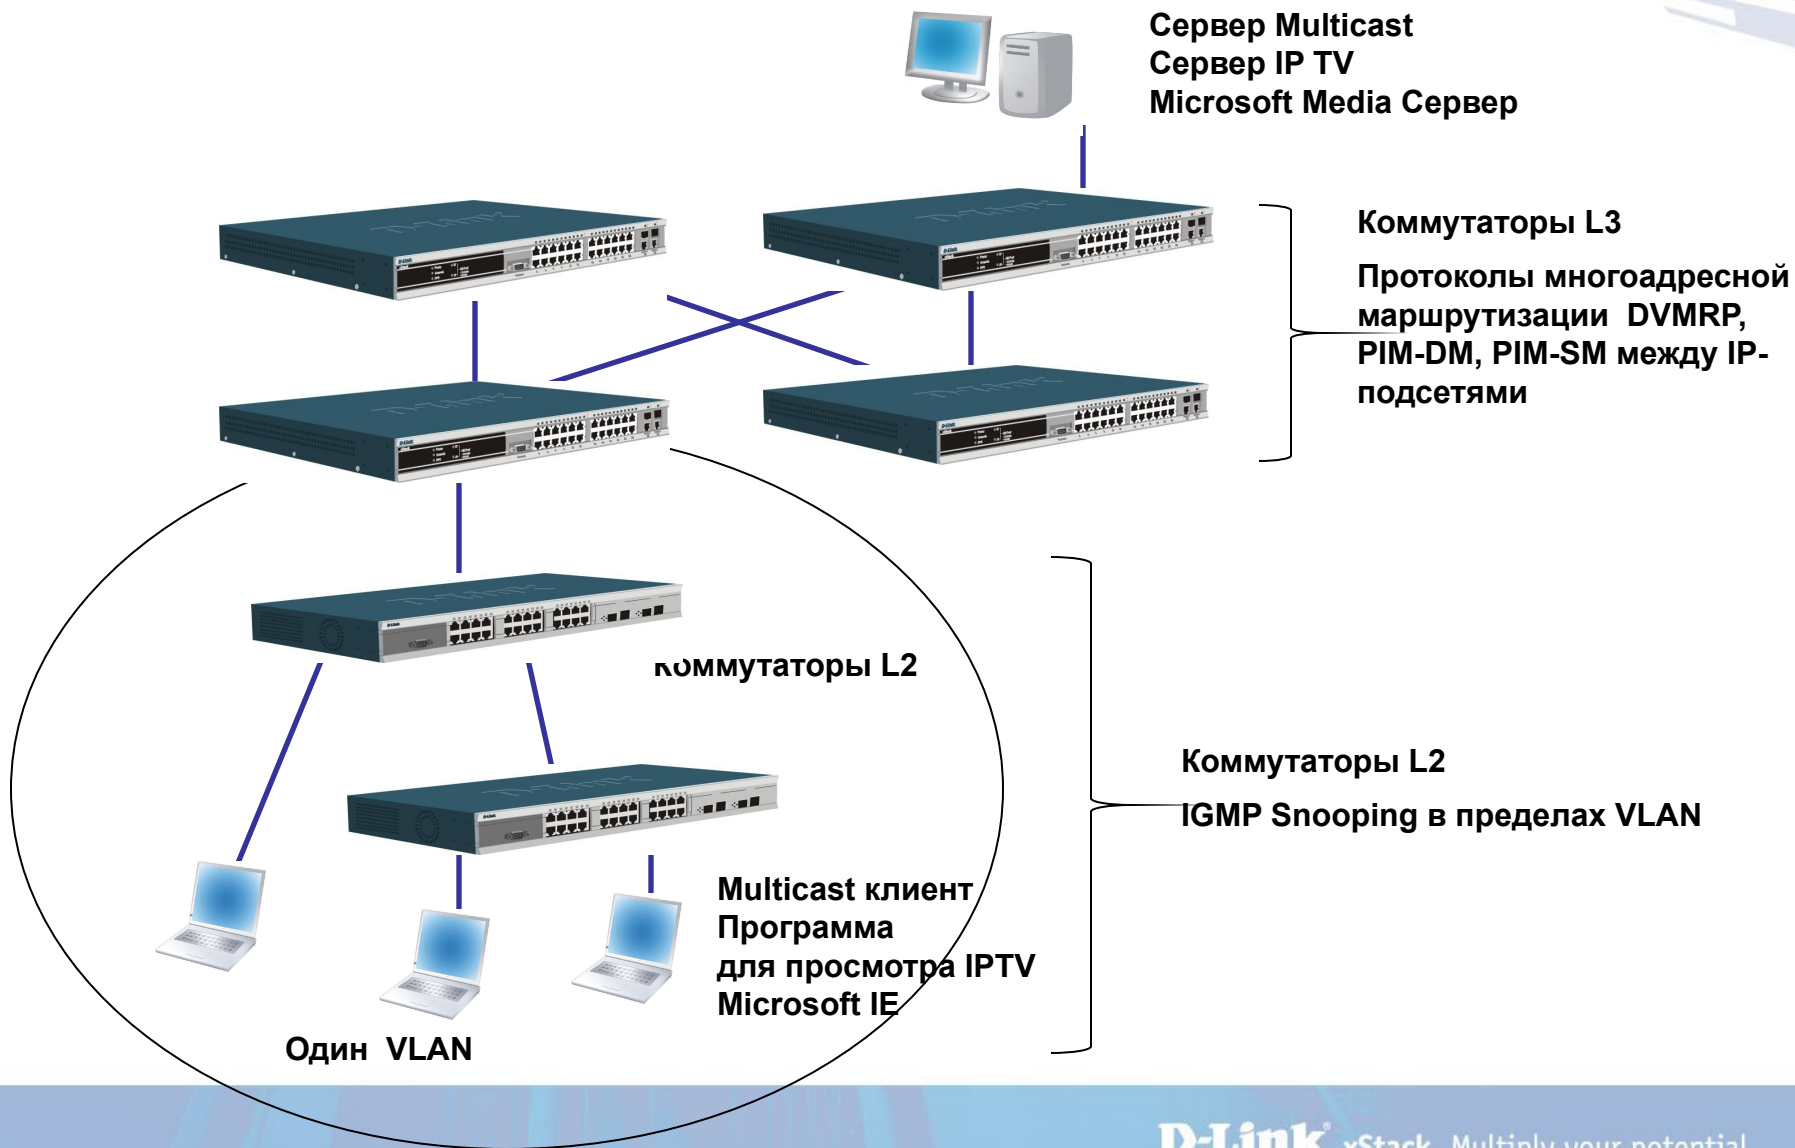 Сервер Multicast
Сервер IP TV
Microsoft Media Сервер
Коммутаторы L3
Протоколы многоадресной
маршрутизации DVMRP,
PIM-DM, PIM-SM между IP-
подсетями
Коммутаторы L2
Коммутаторы L2
IGMP Snooping в пределах VLAN
Multicast клиент
Программа
для просмотра IPTV
Microsoft IE
Один VLAN
D-Link® xStack Multiply your potential